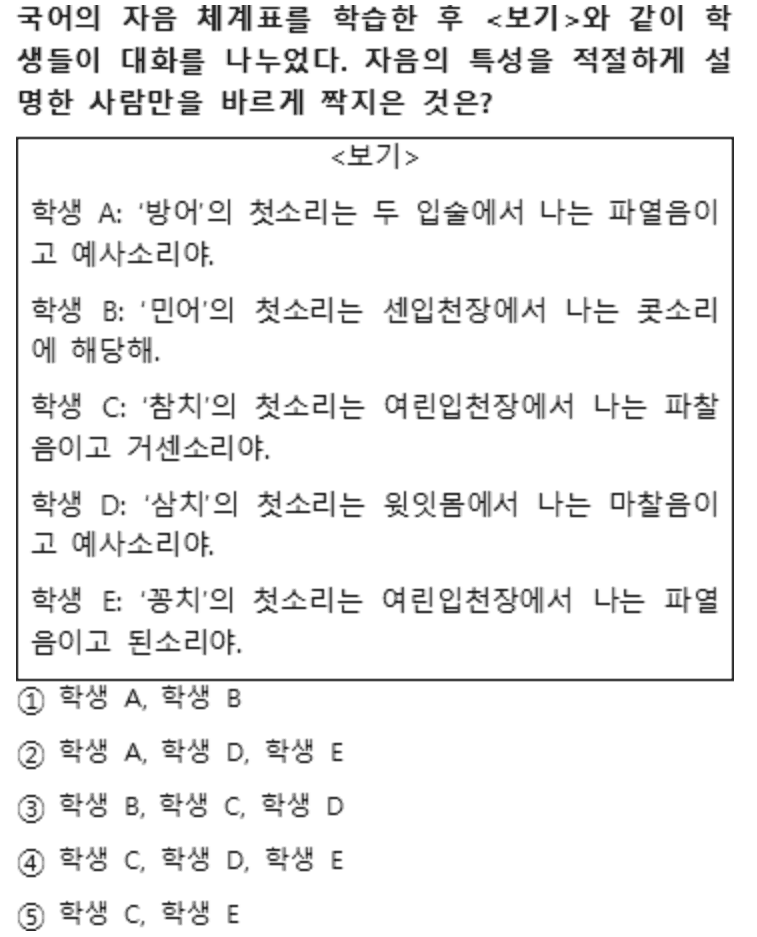 국어의 자음 체계표를 학습한 후 <보기>와 같이 학
생들이 대화를 나누었다. 자음의 특성을 적절하게 설
명한 사람만을 바르게 짝지은 것은?
<보기>
학생 A: '방어'의 첫소리는 두 입술에서 나는 파열음이
고 예사소리야.
학생 B: '민어'의 첫소리는 센입천장에서 나는 콧소리
에 해당해.
학생 C: '참치'의 첫소리는 여린입천장에서 나는 파찰
음이고 거센소리야.
학생 D: '삼치'의 첫소리는 윗잇몸에서 나는 마찰음이
고 예사소리야.
학생 E: '꽁치'의 첫소리는 여린입천장에서 나는 파열
음이고 된소리야.
① 학생 A, 학생 B
② 학생 A, 학생 D, 학생 E
③ 학생 B, 학생 C, 학생 D
④ 학생 C, 학생 D, 학생 E
⑤ 학생 C, 학생 E